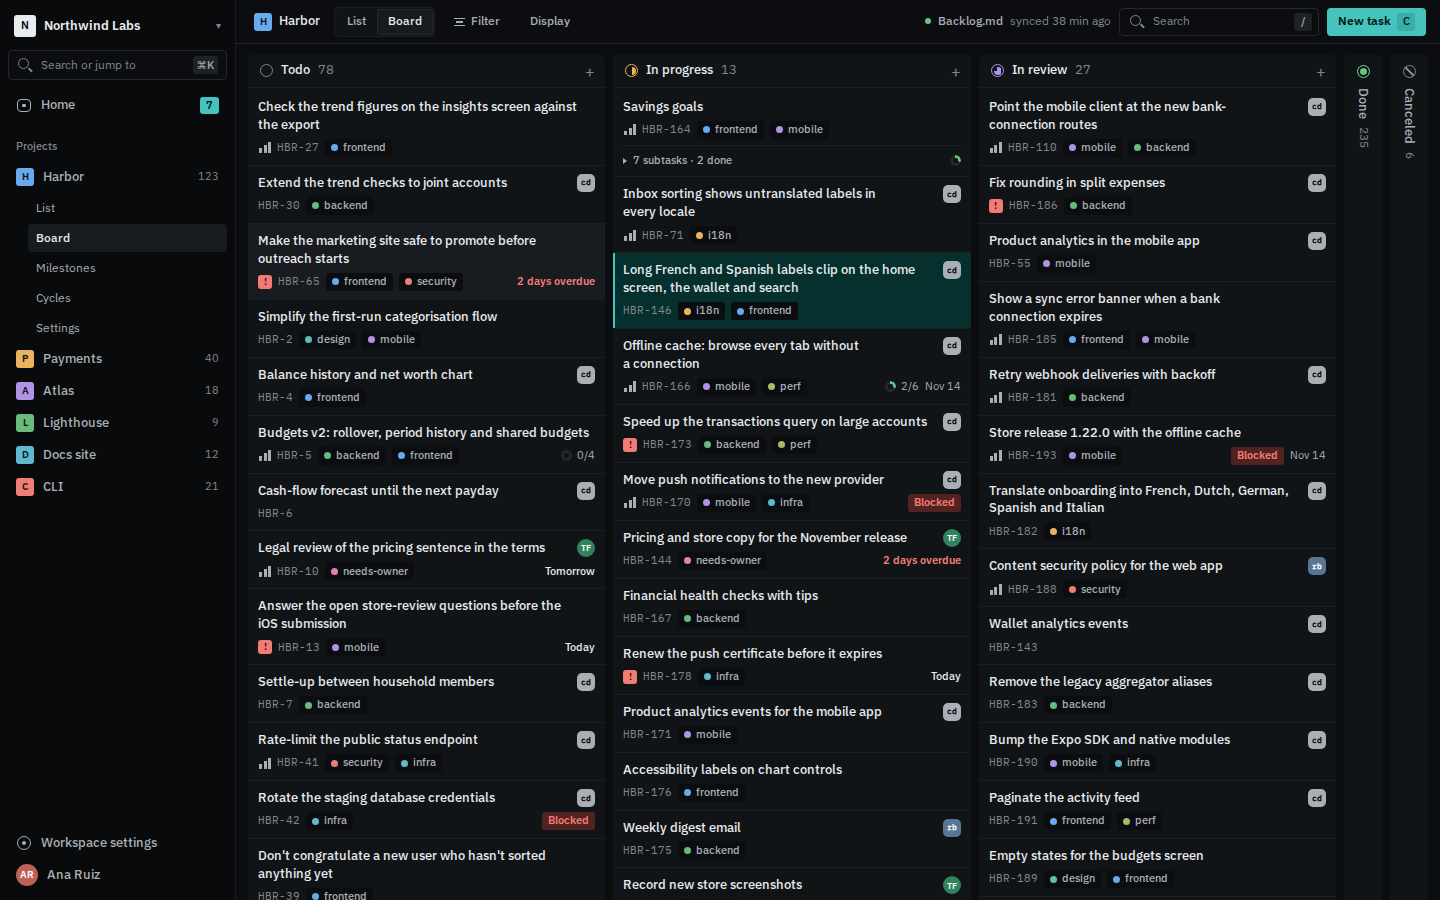 N Northwind Labs
Search or jump to ⌘K
Home 7
Projects
H Harbor 123
List
Board
Milestones
Cycles
Settings
P Payments 40
A Atlas 18
L Lighthouse 9
D Docs site 12
C CLI 21
Workspace settings
AR Ana Ruiz
H Harbor List Board Filter Display
Backlog.md synced 38 min ago Search / New task C
Todo 78 +
Check the trend figures on the insights screen against
the export
HBR-27 frontend
Extend the trend checks to joint accounts cd
HBR-30 backend
Make the marketing site safe to promote before
outreach starts
! HBR-65 frontend security 2 days overdue
Simplify the first-run categorisation flow
HBR-2 design mobile
Balance history and net worth chart cd
HBR-4 frontend
Budgets v2: rollover, period history and shared budgets
HBR-5 backend frontend 0/4
Cash-flow forecast until the next payday cd
HBR-6
Legal review of the pricing sentence in the terms TF
HBR-10 needs-owner Tomorrow
Answer the open store-review questions before the
iOS submission
! HBR-13 mobile Today
Settle-up between household members cd
HBR-7 backend
Rate-limit the public status endpoint cd
HBR-41 security infra
Rotate the staging database credentials cd
HBR-42 infra Blocked
Don't congratulate a new user who hasn't sorted
anything yet
HBR-39 frontend
In progress 13 +
Savings goals
HBR-164 frontend mobile
7 subtasks · 2 done
Inbox sorting shows untranslated labels in
every locale
HBR-71 i18n
Long French and Spanish labels clip on the home cd
screen, the wallet and search
HBR-146 i18n frontend
Offline cache: browse every tab without cd
a connection
HBR-166 mobile perf 2/6 Nov 14
Speed up the transactions query on large accounts cd
! HBR-173 backend perf
Move push notifications to the new provider cd
HBR-170 mobile infra Blocked
Pricing and store copy for the November release TF
HBR-144 needs-owner 2 days overdue
Financial health checks with tips
HBR-167 backend
Renew the push certificate before it expires
! HBR-178 infra Today
Product analytics events for the mobile app cd
HBR-171 mobile
Accessibility labels on chart controls
HBR-176 frontend
Weekly digest email rb
HBR-175 backend
Record new store screenshots TF
In review 27 +
Point the mobile client at the new bank- cd
connection routes
HBR-110 mobile backend
Fix rounding in split expenses cd
! HBR-186 backend
Product analytics in the mobile app cd
HBR-55 mobile
Show a sync error banner when a bank
connection expires
HBR-185 frontend mobile
Retry webhook deliveries with backoff cd
HBR-181 backend
Store release 1.22.0 with the offline cache
HBR-193 mobile Blocked Nov 14
Translate onboarding into French, Dutch, German, cd
Spanish and Italian
HBR-182 i18n
Content security policy for the web app rb
HBR-188 security
Wallet analytics events cd
HBR-143
Remove the legacy aggregator aliases cd
HBR-183 backend
Bump the Expo SDK and native modules cd
HBR-190 mobile infra
Paginate the activity feed cd
HBR-191 frontend perf
Empty states for the budgets screen
HBR-189 design frontend
Done 235
Canceled 6